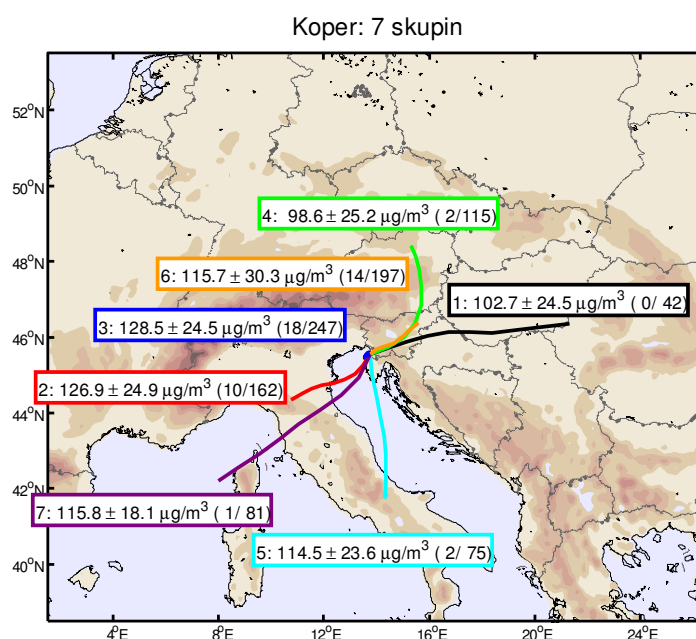 Koper: 7 skupin
52°N
50°N
4: 98.6 ± 25.2 µg/m³ ( 2/115)
48°N
6: 115.7 ± 30.3 µg/m³ (14/197)
1: 102.7 ± 24.5 µg/m³ ( 0/ 42)
3: 128.5 ± 24.5 µg/m³ (18/247)
46°N
2: 126.9 ± 24.9 µg/m³ (10/162)
44°N
42°N
7: 115.8 ± 18.1 µg/m³ ( 1/ 81)
5: 114.5 ± 23.6 µg/m³ ( 2/ 75)
40°N
4°E 8°E 12°E 16°E 20°E 24°E